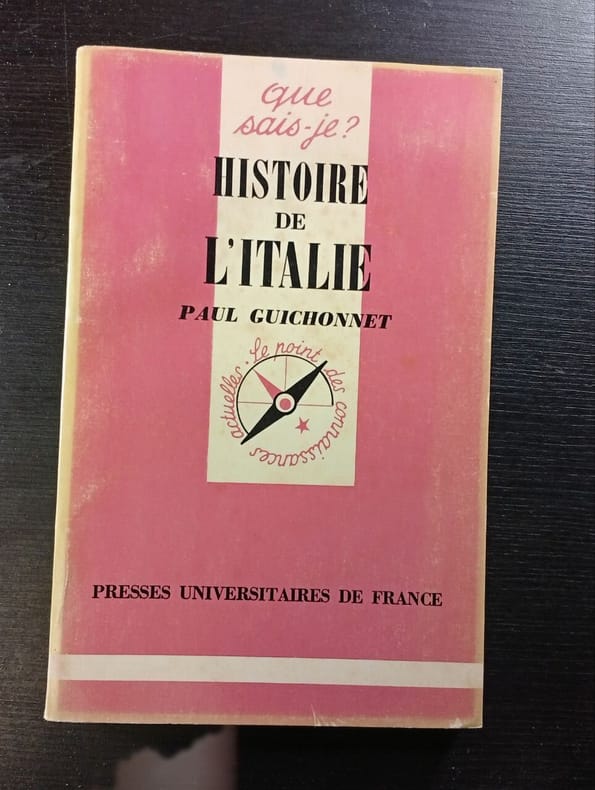 que
sais-je?
HISTOIRE
DE
L'ITALIE
PAUL GUICHONNET
Le point des connaissances actuelles.
PRESSES UNIVERSITAIRES DE FRANCE